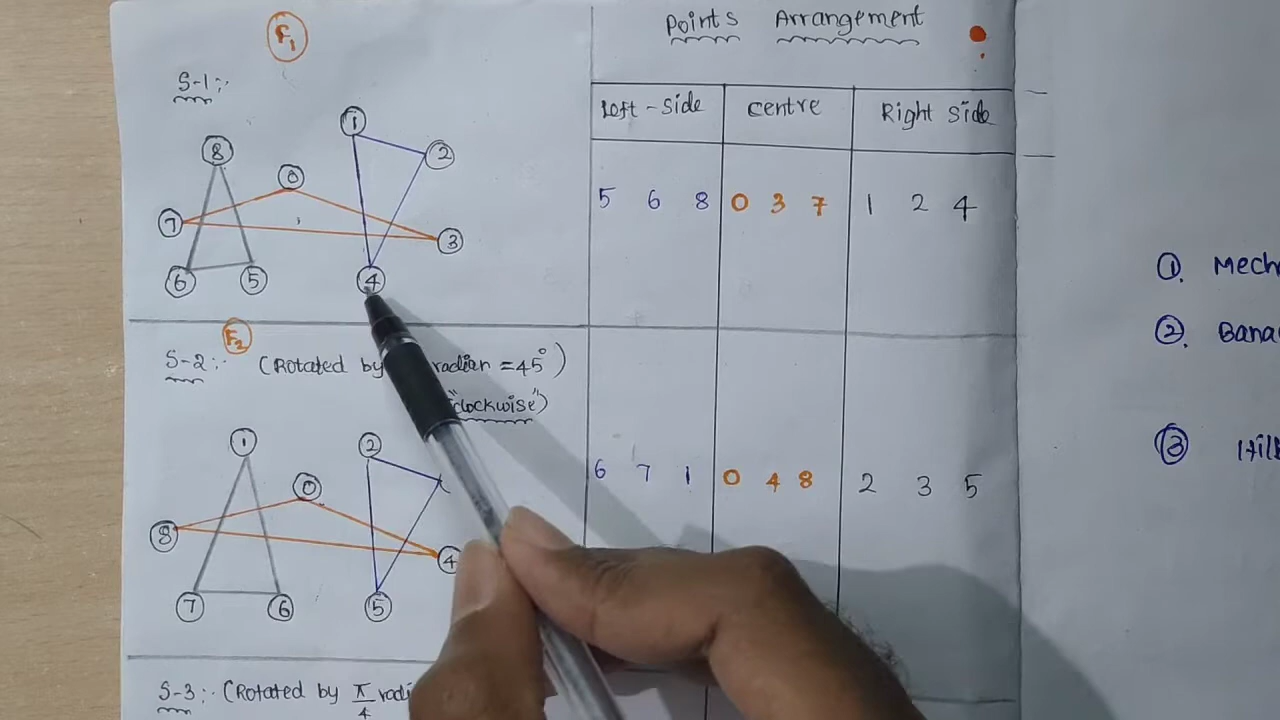 F1
Points Arrangement
S-1:-
Left-Side Centre Right Side
1
8
2
0
7
3
6
5
4
5 6 8 0 3 7 1 2 4
1. Mech
2. Bana
3
F2
S-2:- (Rotated by radian = 45°)
"clockwise")
1
2
0
8
4
7
6
5
6 7 1 0 4 8 2 3 5
S-3:- (Rotated by π/4 radi